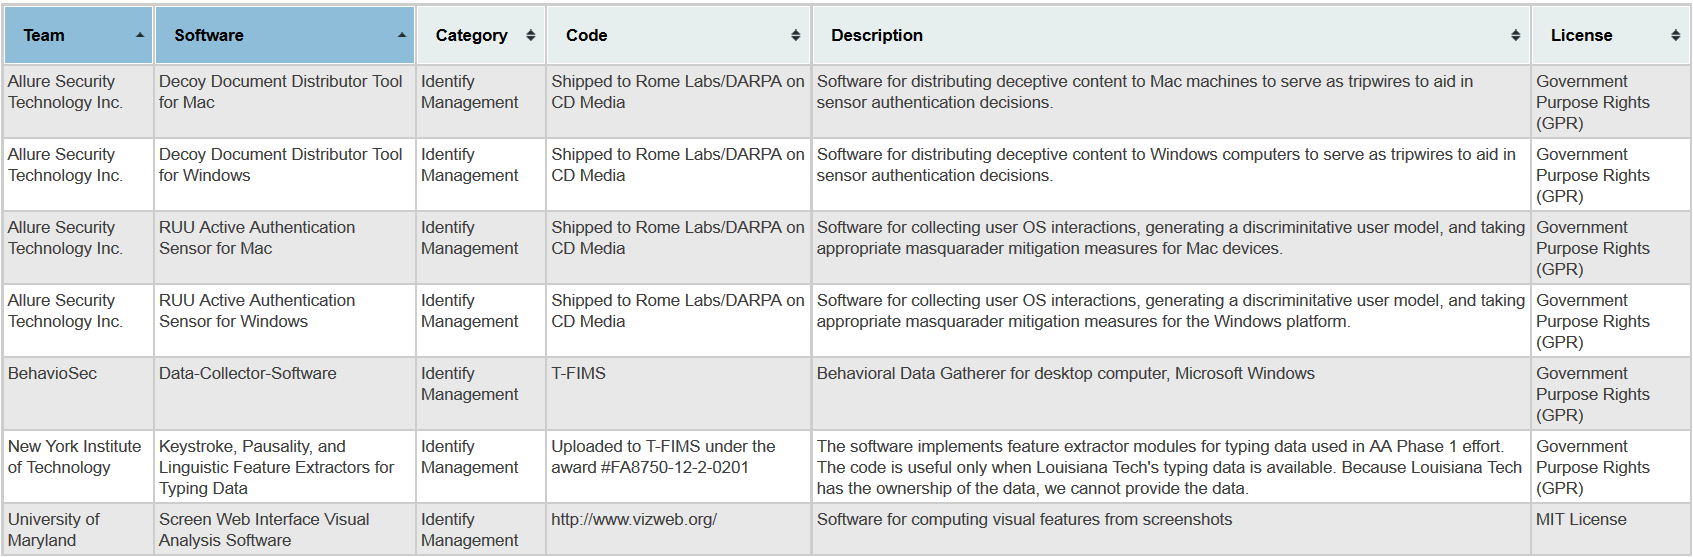 Team Software Category Code Description License
Allure Security Decoy Document Distributor Tool Identify Shipped to Rome Labs/DARPA on Software for distributing deceptive content to Mac machines to serve as tripwires to aid in Government
Technology Inc. for Mac Management CD Media sensor authentication decisions. Purpose Rights
(GPR)
Allure Security Decoy Document Distributor Tool Identify Shipped to Rome Labs/DARPA on Software for distributing deceptive content to Windows computers to serve as tripwires to aid in Government
Technology Inc. for Windows Management CD Media sensor authentication decisions. Purpose Rights
(GPR)
Allure Security RUU Active Authentication Identify Shipped to Rome Labs/DARPA on Software for collecting user OS interactions, generating a discriminitative user model, and taking Government
Technology Inc. Sensor for Mac Management CD Media appropriate masquarader mitigation measures for Mac devices. Purpose Rights
(GPR)
Allure Security RUU Active Authentication Identify Shipped to Rome Labs/DARPA on Software for collecting user OS interactions, generating a discriminitative user model, and taking Government
Technology Inc. Sensor for Windows Management CD Media appropriate masquarader mitigation measures for the Windows platform. Purpose Rights
(GPR)
BehavioSec Data-Collector-Software Identify T-FIMS Behavioral Data Gatherer for desktop computer, Microsoft Windows Government
Management Purpose Rights
(GPR)
New York Institute Keystroke, Pausality, and Identify Uploaded to T-FIMS under the The software implements feature extractor modules for typing data used in AA Phase 1 effort. Government
of Technology Linguistic Feature Extractors for Management award #FA8750-12-2-0201 The code is useful only when Louisiana Tech's typing data is available. Because Louisiana Tech Purpose Rights
Typing Data has the ownership of the data, we cannot provide the data. (GPR)
University of Screen Web Interface Visual Identify http://www.vizweb.org/ Software for computing visual features from screenshots MIT License
Maryland Analysis Software Management